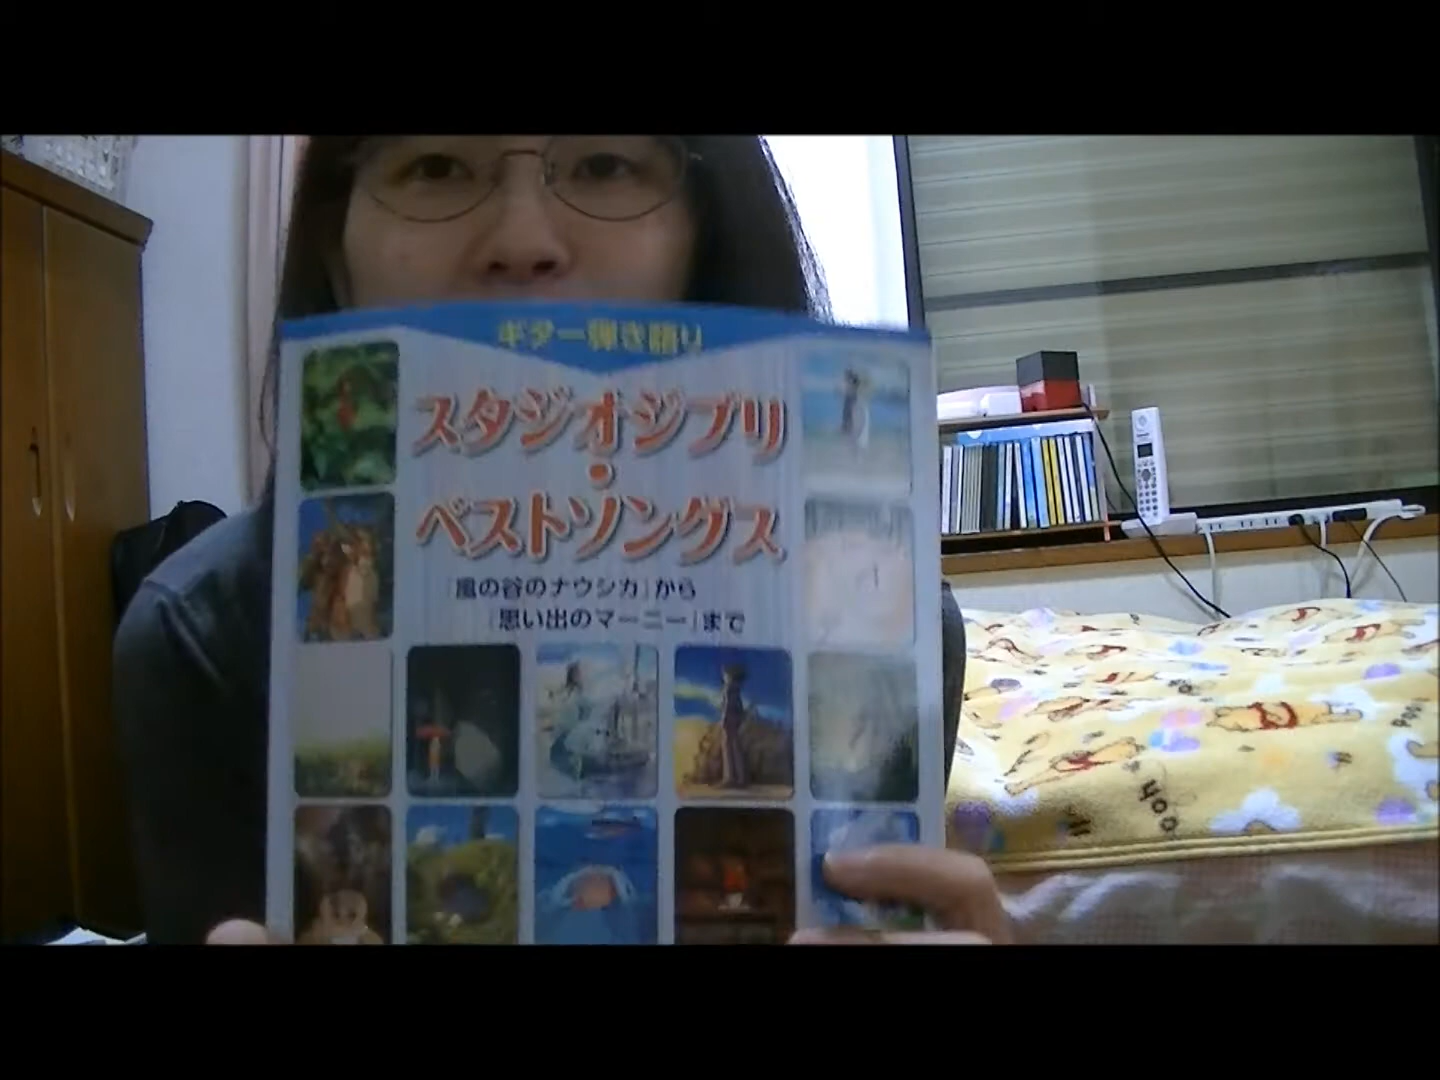 ギター弾き語り
スタジオジブリ・
ベストソングス
「風の谷のナウシカ」から
「思い出のマーニー」まで
Pooh